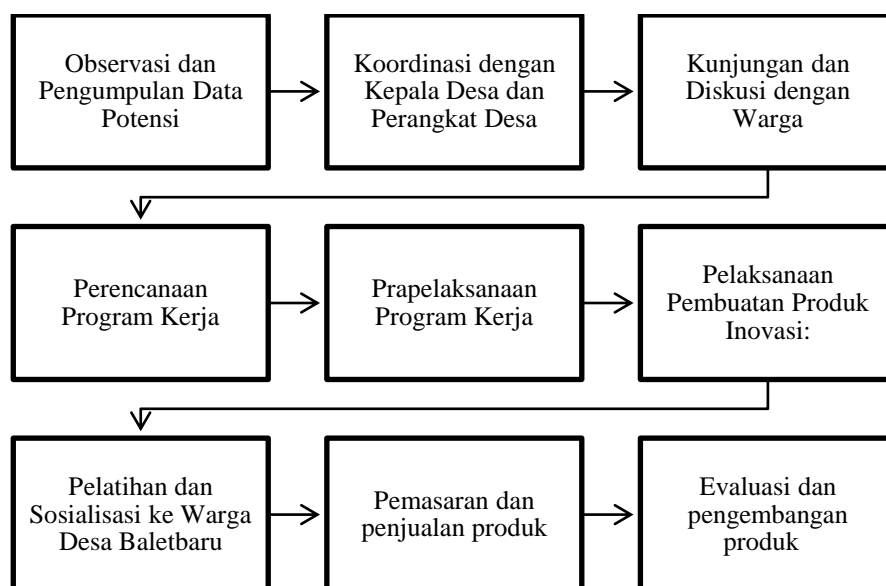 Observasi dan
Pengumpulan Data
Potensi
Koordinasi dengan
Kepala Desa dan
Perangkat Desa
Kunjungan dan
Diskusi dengan
Warga
Perencanaan
Program Kerja
Prapelaksanaan
Program Kerja
Pelaksanaan
Pembuatan Produk
Inovasi:
Pelatihan dan
Sosialisasi ke Warga
Desa Baletbaru
Pemasaran dan
penjualan produk
Evaluasi dan
pengembangan
produk